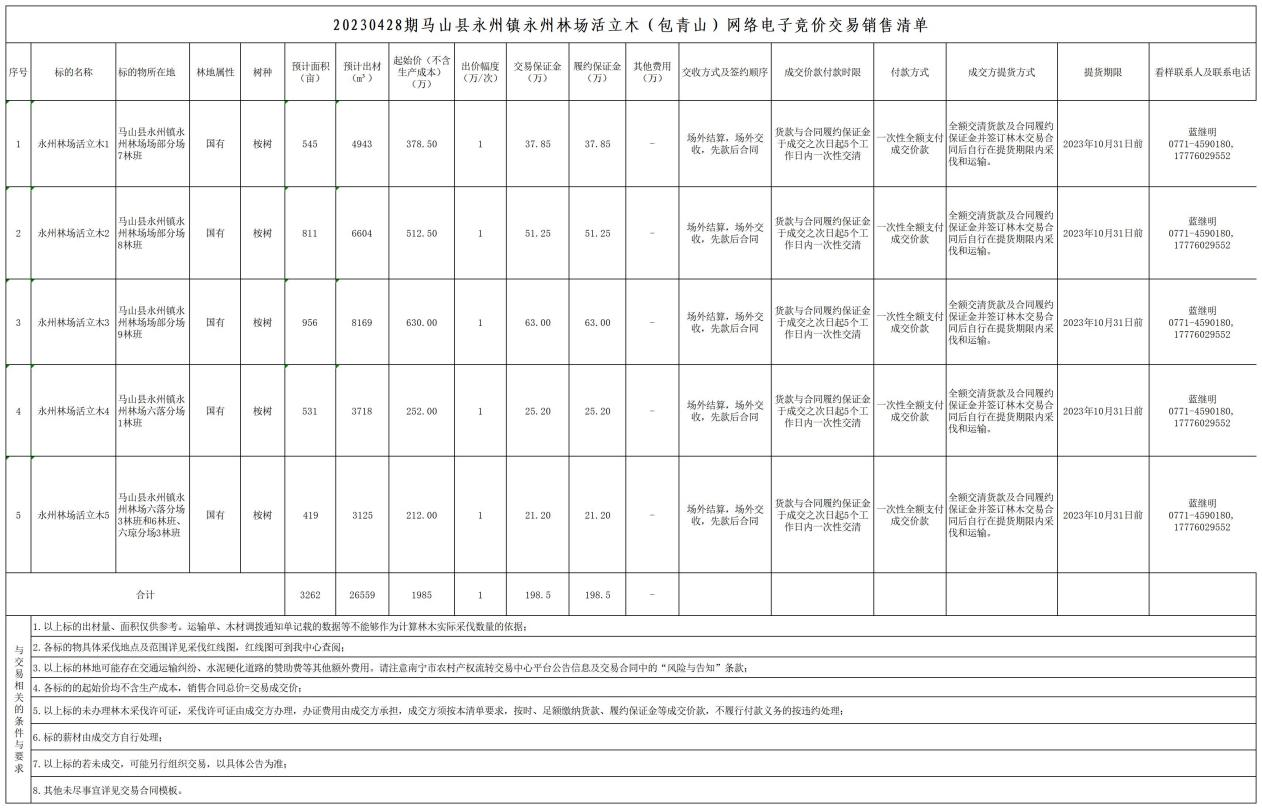 20230428期马山县永州镇永州林场活立木（包青山）网络电子竞价交易销售清单
序号 标的名称 标的物所在地 林地属性 树种 预计面积（亩） 预计出材（m³） 起始价（不含生产成本）（万） 出价幅度（万/次） 交易保证金（万） 履约保证金（万） 其他费用（万） 交收方式及签约顺序 成交价款付款时限 付款方式 成交方提货方式 提货期限 看样联系人及联系电话
1 永州林场活立木1 马山县永州镇永州林场场部分场7林班 国有 桉树 545 4943 378.50 1 37.85 37.85 - 场外结算，场外交收，先款后合同 货款与合同履约保证金于成交之次日起5个工作日内一次性交清 一次性全额支付成交价款 全额交清货款及合同履约保证金并签订林木交易合同后自行在提货期限内采伐和运输。 2023年10月31日前 蓝继明 0771-4590180, 17776029552
2 永州林场活立木2 马山县永州镇永州林场场部分场8林班 国有 桉树 811 6604 512.50 1 51.25 51.25 - 场外结算，场外交收，先款后合同 货款与合同履约保证金于成交之次日起5个工作日内一次性交清 一次性全额支付成交价款 全额交清货款及合同履约保证金并签订林木交易合同后自行在提货期限内采伐和运输。 2023年10月31日前 蓝继明 0771-4590180, 17776029552
3 永州林场活立木3 马山县永州镇永州林场场部分场9林班 国有 桉树 956 8169 630.00 1 63.00 63.00 - 场外结算，场外交收，先款后合同 货款与合同履约保证金于成交之次日起5个工作日内一次性交清 一次性全额支付成交价款 全额交清货款及合同履约保证金并签订林木交易合同后自行在提货期限内采伐和运输。 2023年10月31日前 蓝继明 0771-4590180, 17776029552
4 永州林场活立木4 马山县永州镇永州林场六落分场1林班 国有 桉树 531 3718 252.00 1 25.20 25.20 - 场外结算，场外交收，先款后合同 货款与合同履约保证金于成交之次日起5个工作日内一次性交清 一次性全额支付成交价款 全额交清货款及合同履约保证金并签订林木交易合同后自行在提货期限内采伐和运输。 2023年10月31日前 蓝继明 0771-4590180, 17776029552
5 永州林场活立木5 马山县永州镇永州林场六落分场3林班和6林班、六琼分场3林班 国有 桉树 419 3125 212.00 1 21.20 21.20 - 场外结算，场外交收，先款后合同 货款与合同履约保证金于成交之次日起5个工作日内一次性交清 一次性全额支付成交价款 全额交清货款及合同履约保证金并签订林木交易合同后自行在提货期限内采伐和运输。 2023年10月31日前 蓝继明 0771-4590180, 17776029552
合计 3262 26559 1985 1 198.5 198.5 -
与交易相关的条件与要求
1.以上标的出材量、面积仅供参考。运输单、木材调拨通知单记载的数据等不能够作为计算林木实际采伐数量的依据；
2.各标的物具体采伐地点及范围详见采伐红线图，红线图可到我中心查阅；
3.以上标的林地可能存在交通运输纠纷、水泥硬化道路的赞助费等其他额外费用。请注意南宁市农村产权流转交易中心平台公告信息及交易合同中的“风险与告知”条款；
4.各标的的起始价均不含生产成本，销售合同总价=交易成交价；
5.以上标的未办理林木采伐许可证，采伐许可证由成交方办理，办证费用由成交方承担，成交方须按本清单要求，按时、足额缴纳货款、履约保证金等成交价款，不履行付款义务的按违约处理；
6.标的薪材由成交方自行处理；
7.以上标的若未成交，可能另行组织交易，以具体公告为准；
8.其他未尽事宜详见交易合同模板。